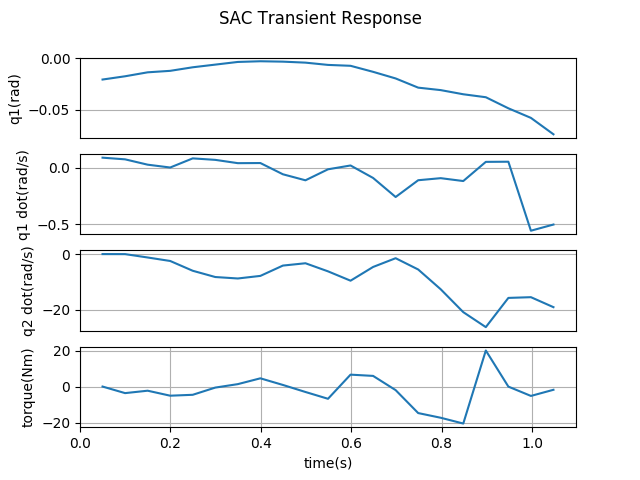 SAC Transient Response
0.00
−0.05
q1(rad)
0.0
−0.5
q1 dot(rad/s)
0
−20
q2 dot(rad/s)
20
0
−20
torque(Nm)
0.0 0.2 0.4 0.6 0.8 1.0
time(s)